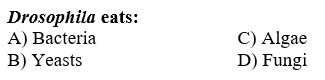 Drosophila eats:
A) Bacteria C) Algae
B) Yeasts D) Fungi